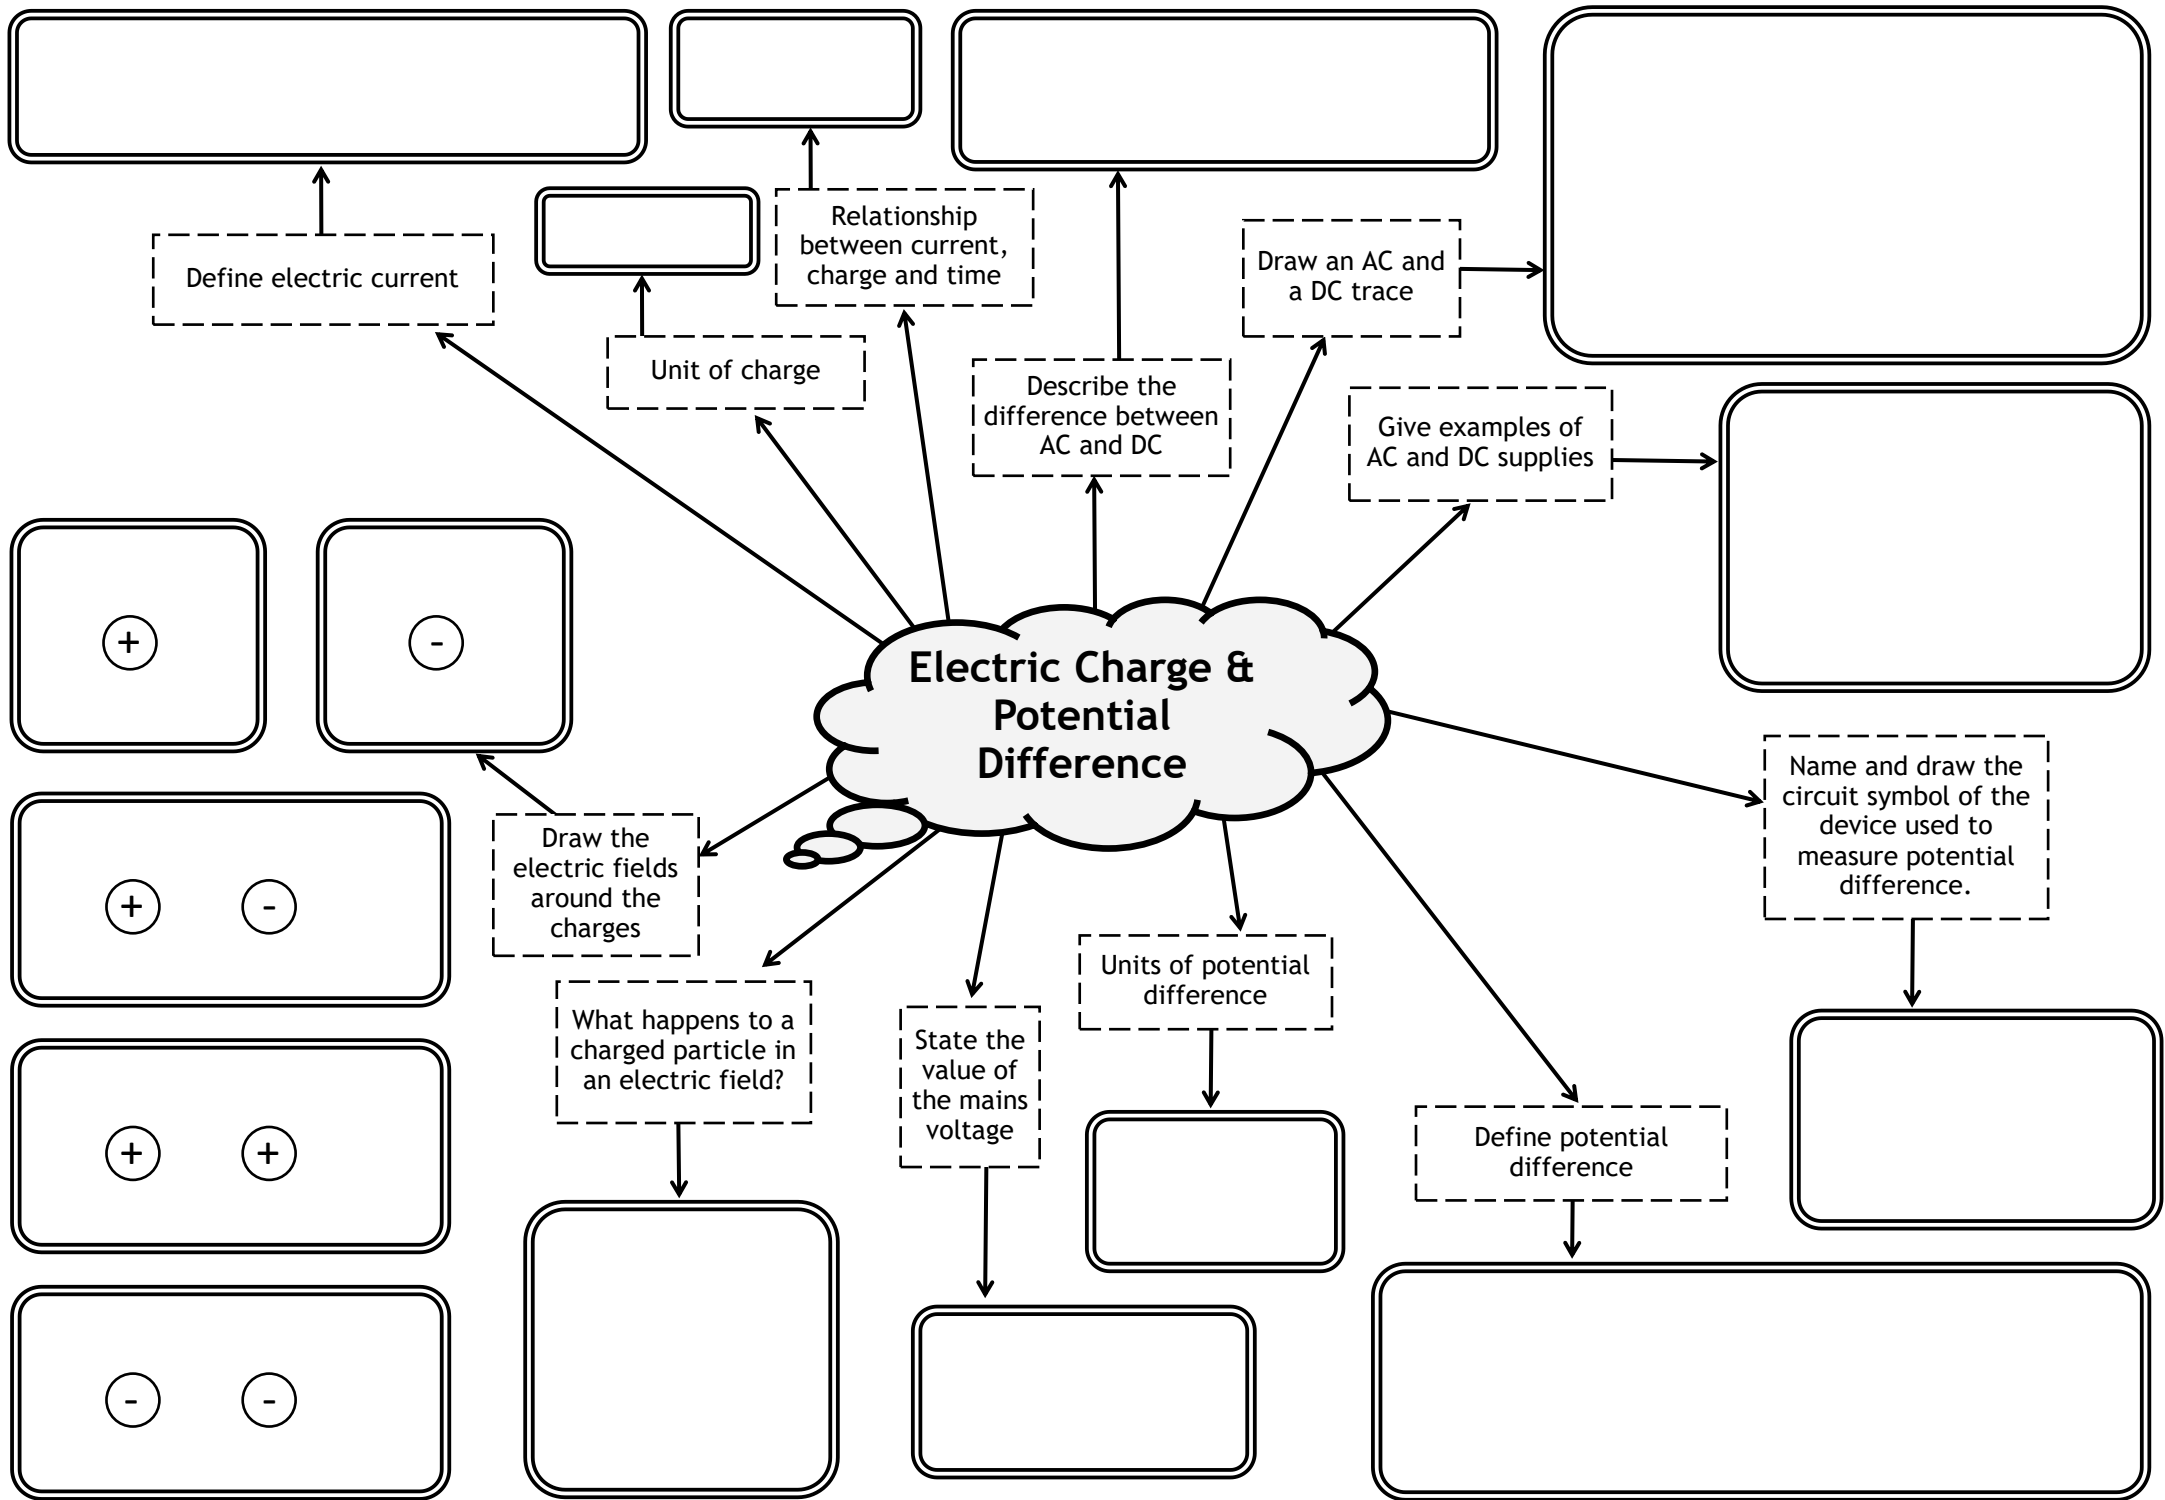 Define electric current
Unit of charge
Relationship
between current,
charge and time
Describe the
difference between
AC and DC
Draw an AC and
a DC trace
Give examples of
AC and DC supplies
Electric Charge &
Potential
Difference
+
-
Draw the
electric fields
around the
charges
+ -
+ +
- -
What happens to a
charged particle in
an electric field?
State the
value of
the mains
voltage
Units of potential
difference
Define potential
difference
Name and draw the
circuit symbol of the
device used to
measure potential
difference.